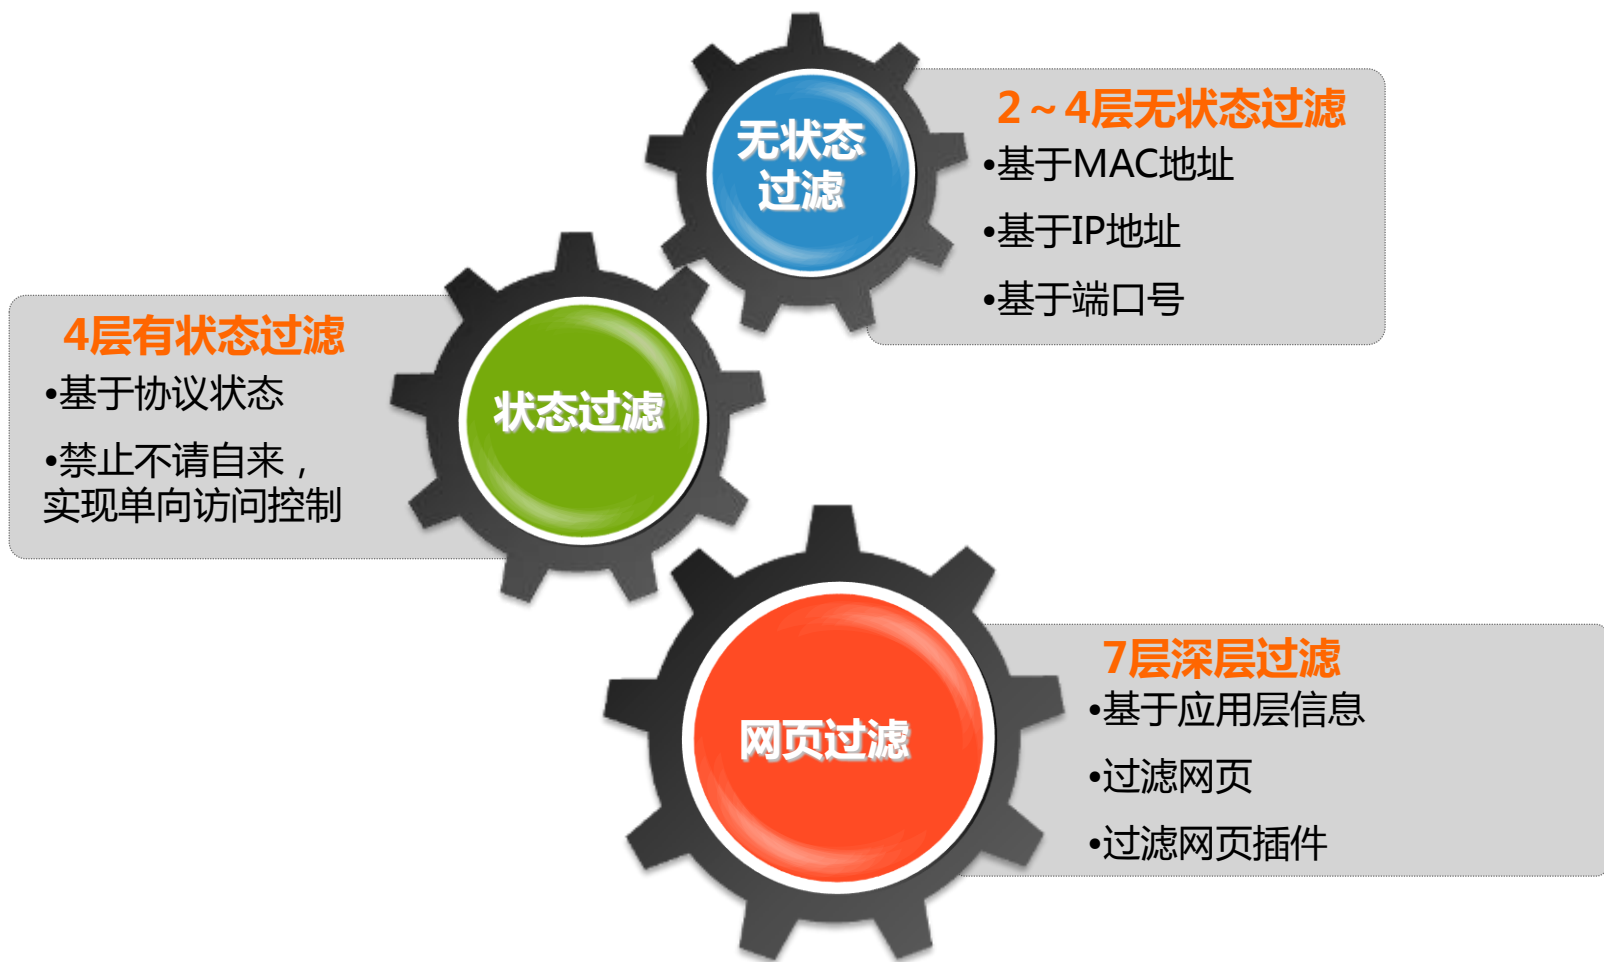 无状态
过滤
2～4层无状态过滤
•基于MAC地址
•基于IP地址
•基于端口号
4层有状态过滤
•基于协议状态
•禁止不请自来，
实现单向访问控制
状态过滤
网页过滤
7层深层过滤
•基于应用层信息
•过滤网页
•过滤网页插件